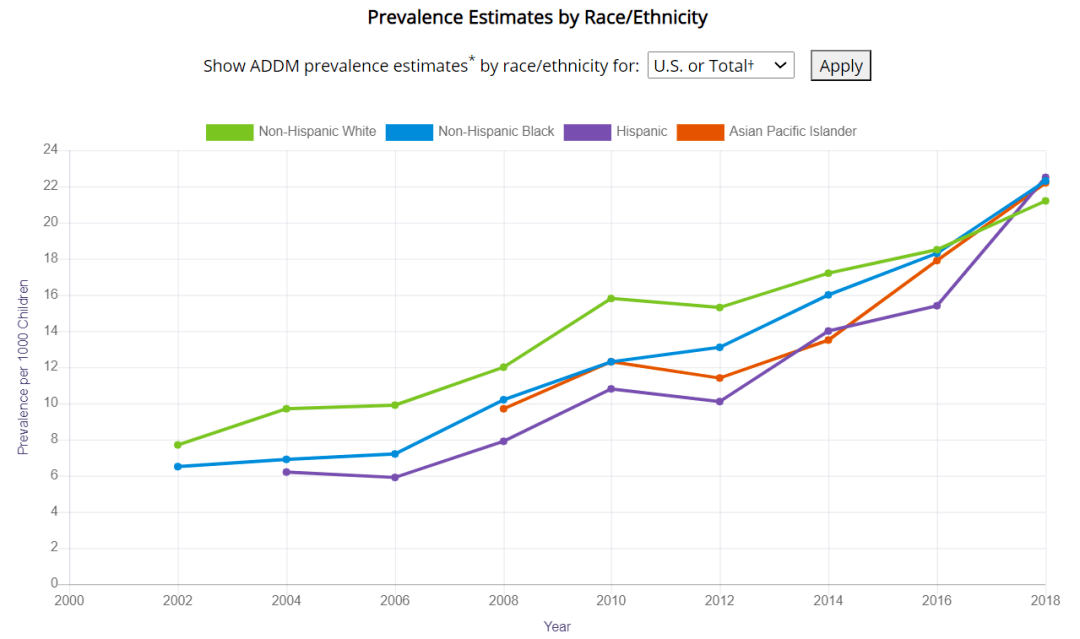 Prevalence Estimates by Race/Ethnicity
Show ADDM prevalence estimates* by race/ethnicity for: U.S. or Total† Apply
Non-Hispanic White Non-Hispanic Black Hispanic Asian Pacific Islander
24
22
20
18
16
14
12
10
8
6
4
2
0
Prevalence per 1000 Children
2000 2002 2004 2006 2008 2010 2012 2014 2016 2018
Year